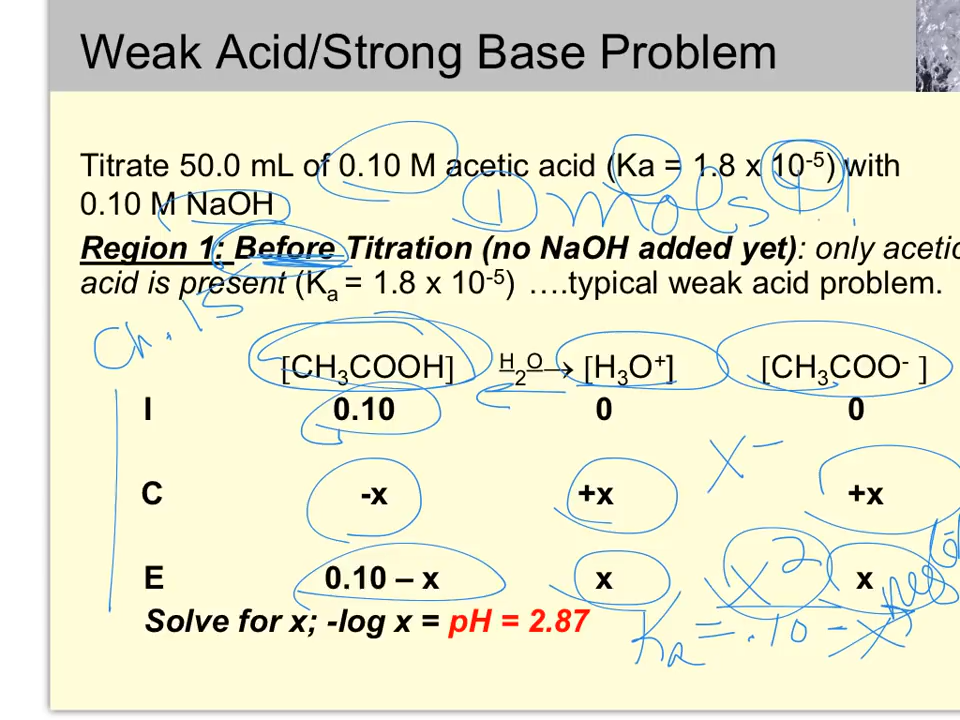 Weak Acid/Strong Base Problem
Titrate 50.0 mL of 0.10 M acetic acid (Ka = 1.8 x 10⁻⁵) with
0.10 M NaOH
① mols !!
Region 1: Before Titration (no NaOH added yet): only acetic
acid is present (Kₐ = 1.8 x 10⁻⁵) ….typical weak acid problem.
Ch. 15
[CH₃COOH] H₂O → [H₃O⁺] [CH₃COO⁻ ]
I 0.10 0 0
x -
C -x +x +x
E 0.10 – x x x
Solve for x; -log x = pH = 2.87
x²
Ka = .10 - x